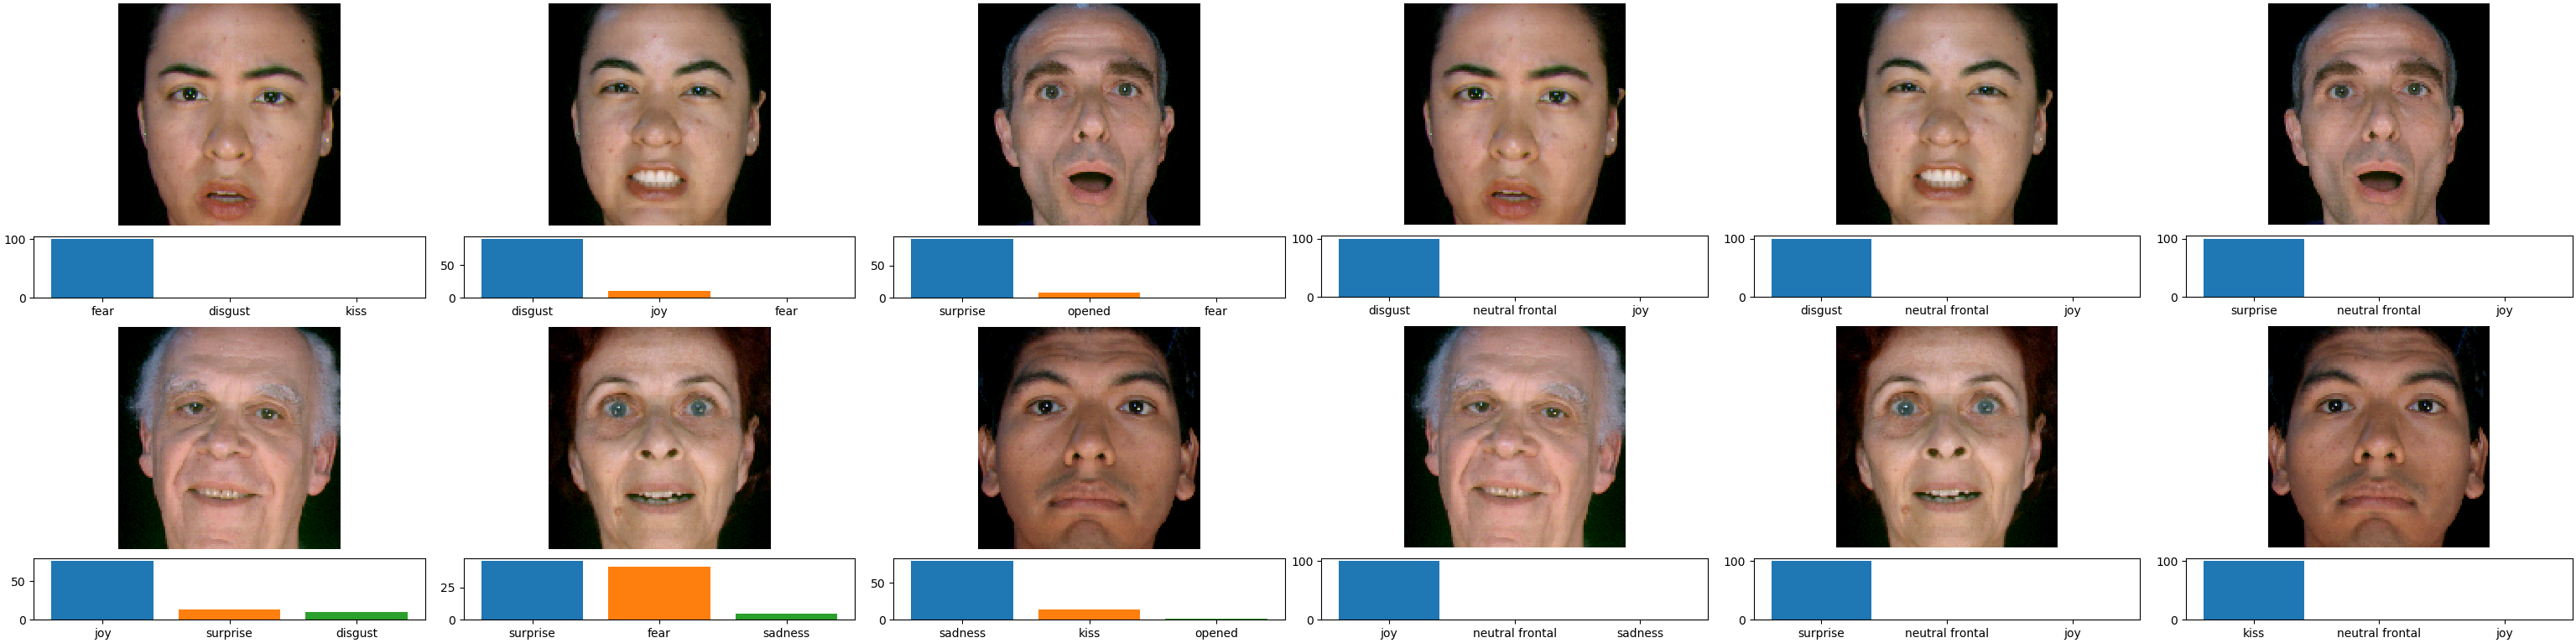 100
0
fear disgust kiss
50
0
disgust joy fear
50
0
surprise opened fear
100
0
disgust neutral frontal joy
100
0
disgust neutral frontal joy
100
0
surprise neutral frontal joy
50
0
joy surprise disgust
25
0
surprise fear sadness
50
0
sadness kiss opened
100
0
joy neutral frontal sadness
100
0
surprise neutral frontal joy
100
0
kiss neutral frontal joy